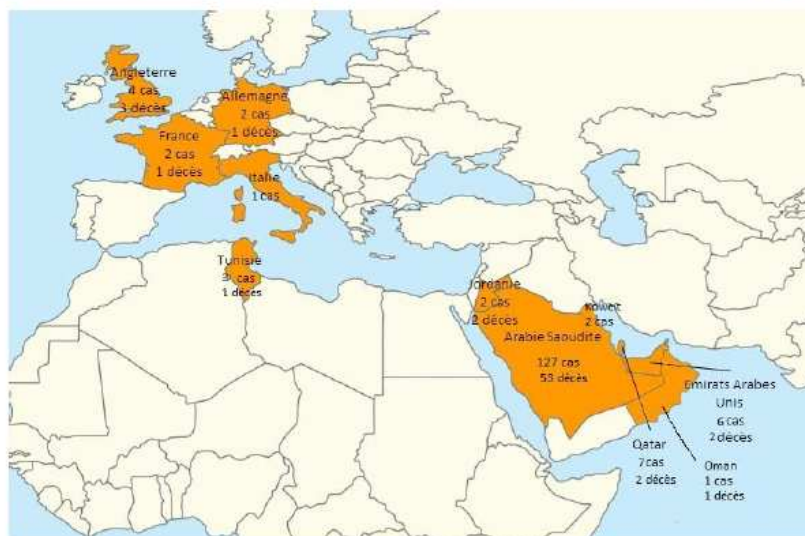 Angleterre
4 cas
3 décès
Allemagne
2 cas
1 décès
France
2 cas
1 décès
Italie
1 cas
Tunisie
3 cas
1 décès
Jordanie
2 cas
2 décès
Koweit
2 cas
Arabie Saoudite
127 cas
53 décès
Emirats Arabes
Unis
6 cas
2 décès
Qatar
7 cas
2 décès
Oman
1 cas
1 décès